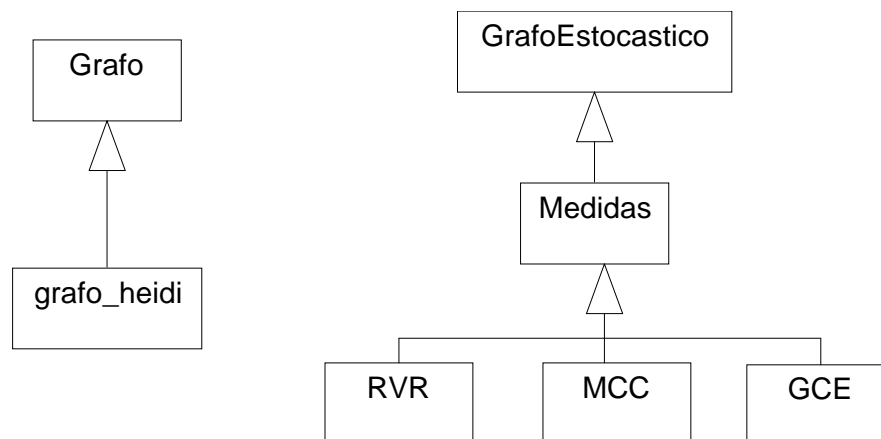 Grafo
grafo_heidi
GrafoEstocastico
Medidas
RVR
MCC
GCE